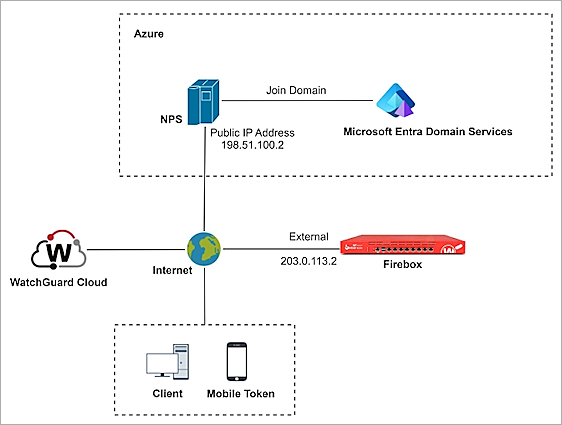 Azure
Join Domain
NPS
Microsoft Entra Domain Services
Public IP Address
198.51.100.2
W
External
WatchGuard Cloud
Internet
203.0.113.2
Firebox
Client
Mobile Token